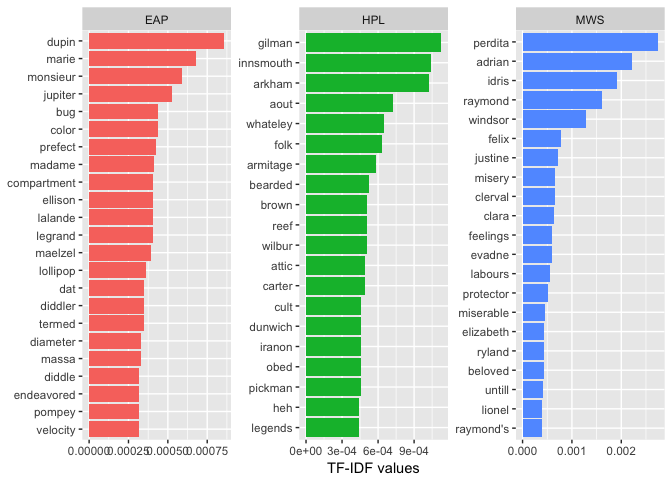 EAP
dupin
marie
monsieur
jupiter
bug
color
prefect
madame
compartment
ellison
lalande
legrand
maelzel
lollipop
dat
diddler
termed
diameter
massa
diddle
endeavored
pompey
velocity
0.00000 0.00025 0.00050 0.00075
HPL
gilman
innsmouth
arkham
aout
whateley
folk
armitage
bearded
brown
reef
wilbur
attic
carter
cult
dunwich
iranon
obed
pickman
heh
legends
0e+00 3e-04 6e-04 9e-04
MWS
perdita
adrian
idris
raymond
windsor
felix
justine
misery
clerval
clara
feelings
evadne
labours
protector
miserable
elizabeth
ryland
beloved
untill
lionel
raymond's
0.000 0.001 0.002
TF-IDF values